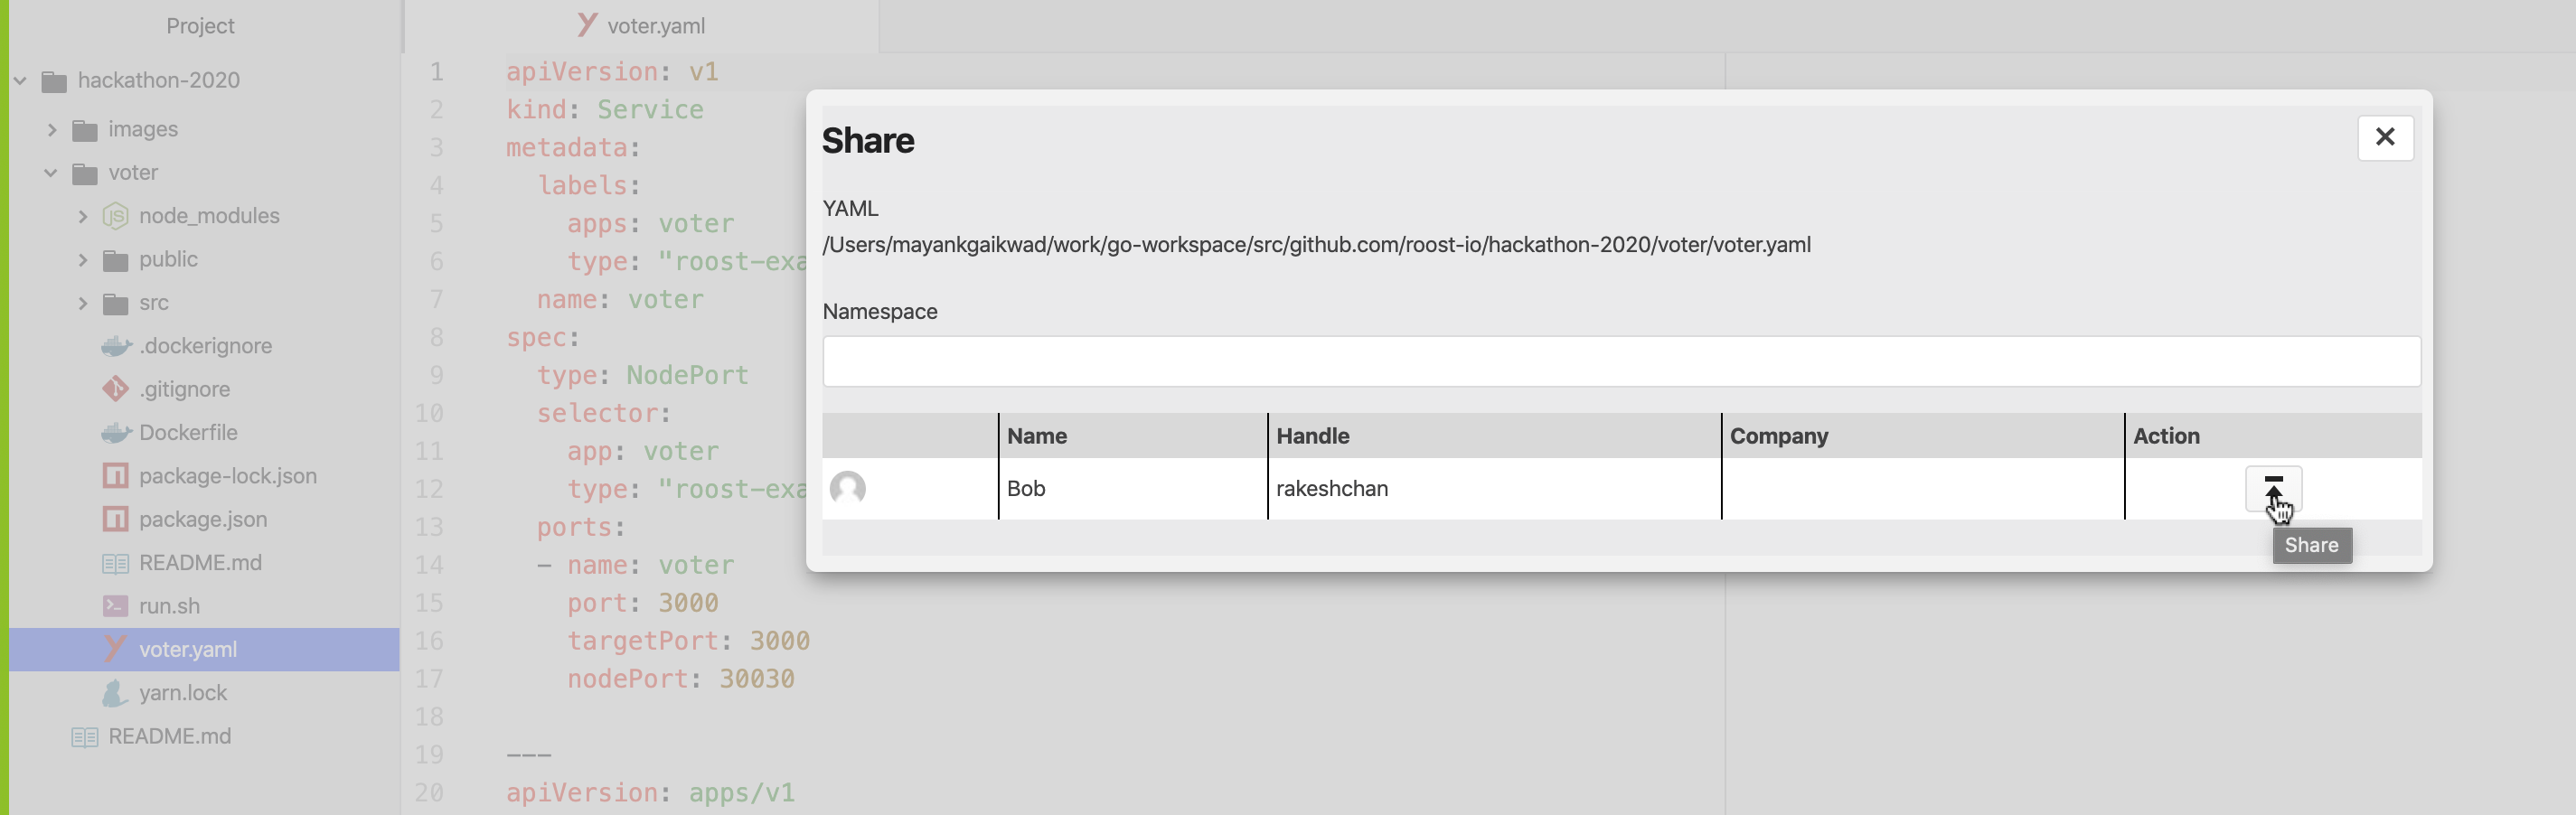 Project
hackathon-2020
images
voter
node_modules
public
src
.dockerignore
.gitignore
Dockerfile
package-lock.json
package.json
README.md
run.sh
voter.yaml
yarn.lock
README.md
voter.yaml
1 apiVersion: v1
2 kind: Service
3 metadata:
4 labels:
5 apps: voter
6 type: "roost-exa
7 name: voter
8 spec:
9 type: NodePort
10 selector:
11 app: voter
12 type: "roost-exa
13 ports:
14 - name: voter
15 port: 3000
16 targetPort: 3000
17 nodePort: 30030
18
19 ---
20 apiVersion: apps/v1
Share
YAML
/Users/mayankgaikwad/work/go-workspace/src/github.com/roost-io/hackathon-2020/voter/voter.yaml
Namespace
Name Handle Company Action
Bob rakeshchan
Share